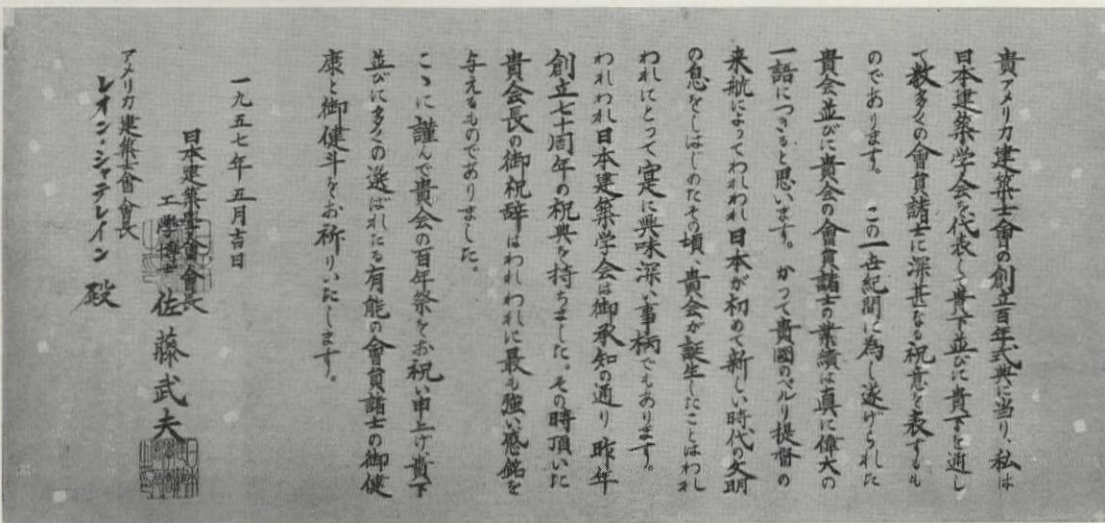 貴アメリカ建築士會の創立百年式典に当り、私は
日本建築学会を代表して貴下並びに貴下を通し
て数多くの會員諸士に深甚なる祝意を表するも
のであります。この一世紀間に為し遂げられた
貴会並びに貴会の會員諸士の業績は真に偉大の
一語につきると思います。かつて貴國のペルリ提督の
来航によってわれわれ日本が初めて新しい時代の文明
の息をしはじめたその頃、貴会が誕生したことはわれ
われにとって寔に興味深い事柄でもあります。
われわれ日本建築学会は御承知の通り昨年
創立七十周年の祝典を持ちました。その時頂いた
貴会長の御祝辞はわれわれに最も強い感銘を
与えるものでありました。
こゝに謹んで貴会の百年祭をお祝い申上げ、貴下
並びに多くの選ばれたる有能の會員諸士の御健
康と御健斗をお祈りいたします。
一九五七年五月吉日
日本建築學會會長
工學博士 佐藤武夫
アメリカ建築士會會長
レオン・シャテレイン殿